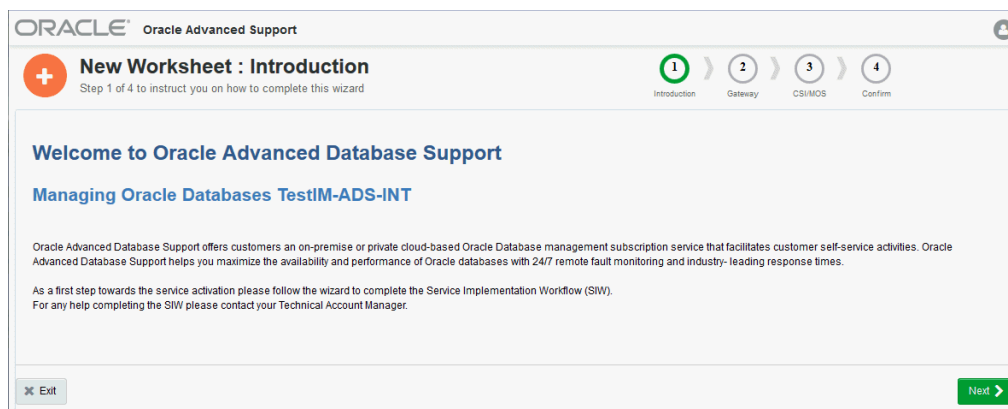 ORACLE Oracle Advanced Support
New Worksheet : Introduction
Step 1 of 4 to instruct you on how to complete this wizard
1 2 3 4
Introduction Gateway CSI/MOS Confirm
Welcome to Oracle Advanced Database Support
Managing Oracle Databases TestIM-ADS-INT
Oracle Advanced Database Support offers customers an on-premise or private cloud-based Oracle Database management subscription service that facilitates customer self-service activities. Oracle
Advanced Database Support helps you maximize the availability and performance of Oracle databases with 24/7 remote fault monitoring and industry- leading response times.
As a first step towards the service activation please follow the wizard to complete the Service Implementation Workflow (SIW).
For any help completing the SIW please contact your Technical Account Manager.
Exit Next